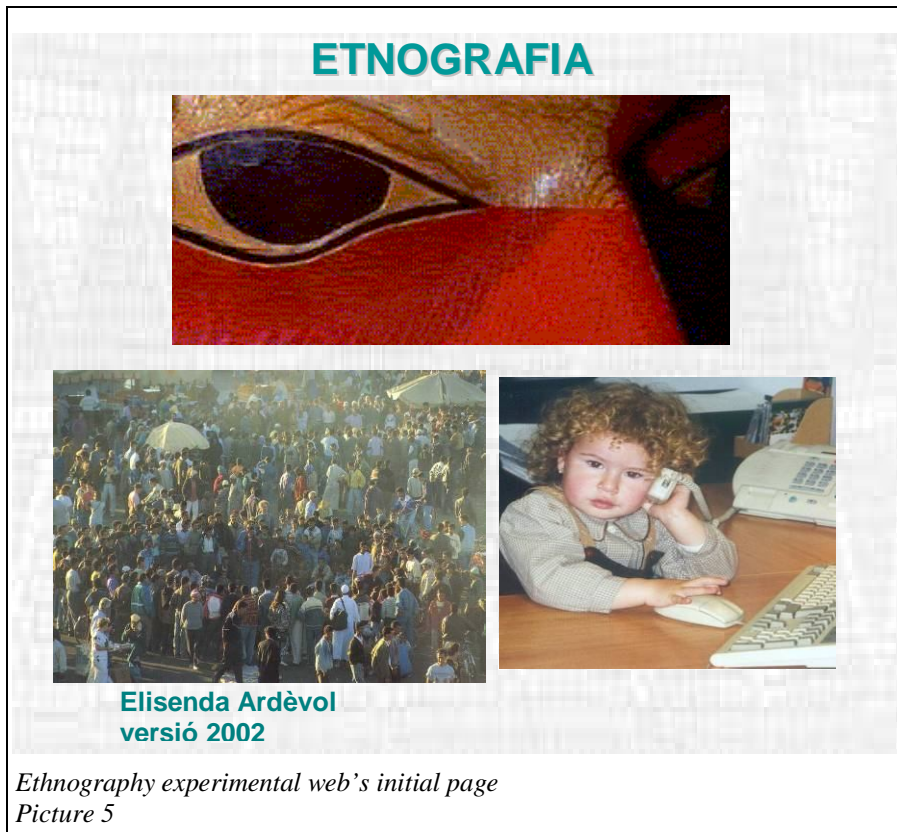 ETNOGRAFIA
Elisenda Ardèvol
versió 2002
Ethnography experimental web’s initial page
Picture 5